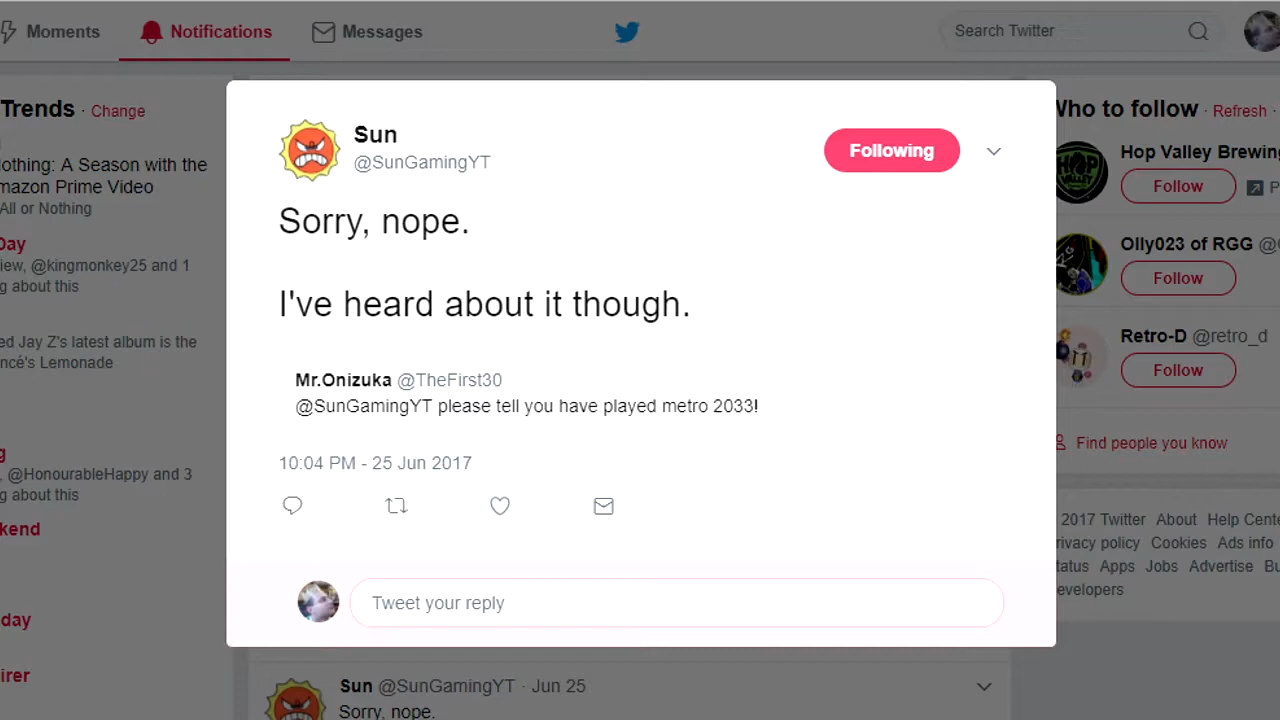 Moments
Notifications
Messages
Search Twitter
Trends · Change
othing: A Season with the
mazon Prime Video
All or Nothing
Day
iew, @kingmonkey25 and 1
g about this
ed Jay Z's latest album is the
ncé's Lemonade
g
, @HonourableHappy and 3
g about this
kend
day
irer
Sun
@SunGamingYT
Following
Sorry, nope.
I've heard about it though.
Mr.Onizuka @TheFirst30
@SunGamingYT please tell you have played metro 2033!
10:04 PM - 25 Jun 2017
Tweet your reply
Sun @SunGamingYT · Jun 25
Sorry, nope.
Who to follow · Refresh ·
Hop Valley Brewing
Follow
P
Olly023 of RGG @
Follow
Retro-D @retro_d
Follow
Find people you know
2017 Twitter About Help Cente
rivacy policy Cookies Ads info
tatus Apps Jobs Advertise Bu
evelopers